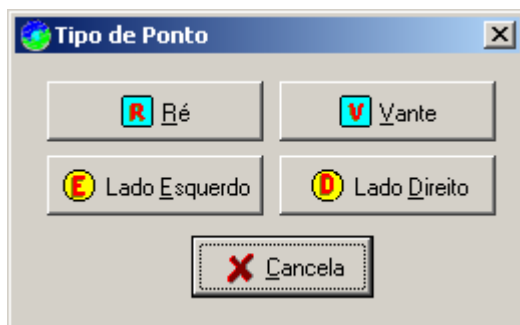 Tipo de Ponto
R Ré V Vante
E Lado Esquerdo D Lado Direito
Cancela